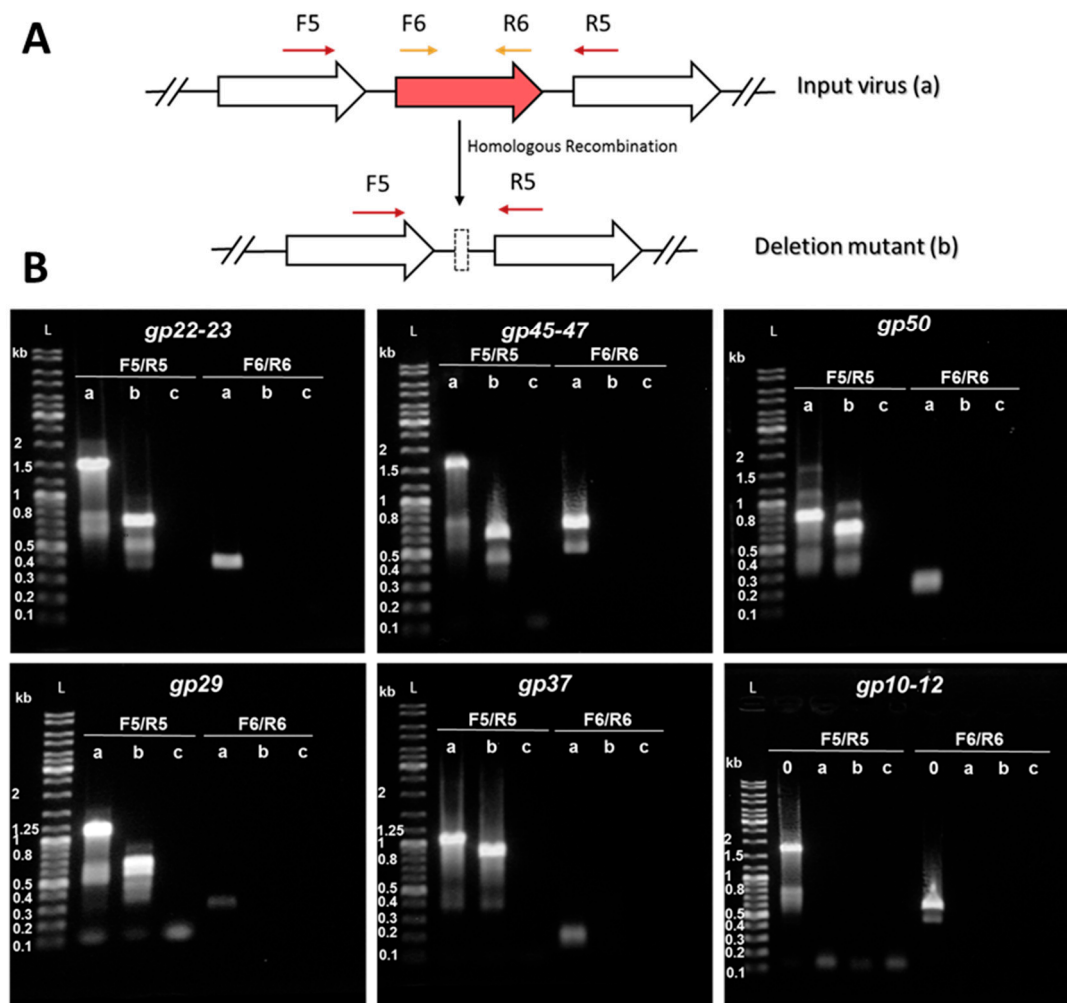 A
F5 F6 R6 R5
Input virus (a)
Homologous Recombination
F5 R5
Deletion mutant (b)
B
gp22-23
L
kb
F5/R5 F6/R6
a b c a b c
2
1.5
1
0.8
0.5
0.4
0.3
0.2
0.1
gp45-47
L
kb
F5/R5 F6/R6
a b c a b c
2
1.5
1
0.8
0.5
0.4
0.3
0.2
0.1
gp50
L
kb
F5/R5 F6/R6
a b c a b c
2
1.5
1
0.8
0.5
0.4
0.3
0.2
0.1
gp29
L
kb
F5/R5 F6/R6
a b c a b c
2
1.25
1
0.8
0.5
0.4
0.3
0.2
0.1
gp37
L
kb
F5/R5 F6/R6
a b c a b c
2
1.25
1
0.8
0.5
0.4
0.3
0.2
0.1
gp10-12
L
kb
F5/R5 F6/R6
0 a b c 0 a b c
2
1.5
1
0.8
0.5
0.4
0.3
0.2
0.1